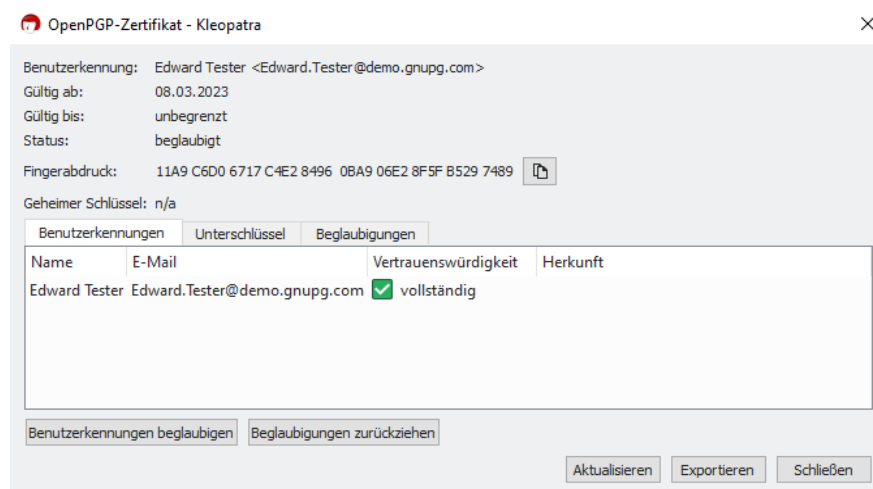 OpenPGP-Zertifikat - Kleopatra
Benutzerkennung: Edward Tester <Edward.Tester@demo.gnupg.com>
Gültig ab: 08.03.2023
Gültig bis: unbegrenzt
Status: beglaubigt
Fingerabdruck: 11A9 C6D0 6717 C4E2 8496 0BA9 06E2 8F5F B529 7489
Geheimer Schlüssel: n/a
Benutzerkennungen Unterschlüssel Beglaubigungen
Name E-Mail Vertrauenswürdigkeit Herkunft
Edward Tester Edward.Tester@demo.gnupg.com vollständig
Benutzerkennungen beglaubigen Beglaubigungen zurückziehen
Aktualisieren Exportieren Schließen